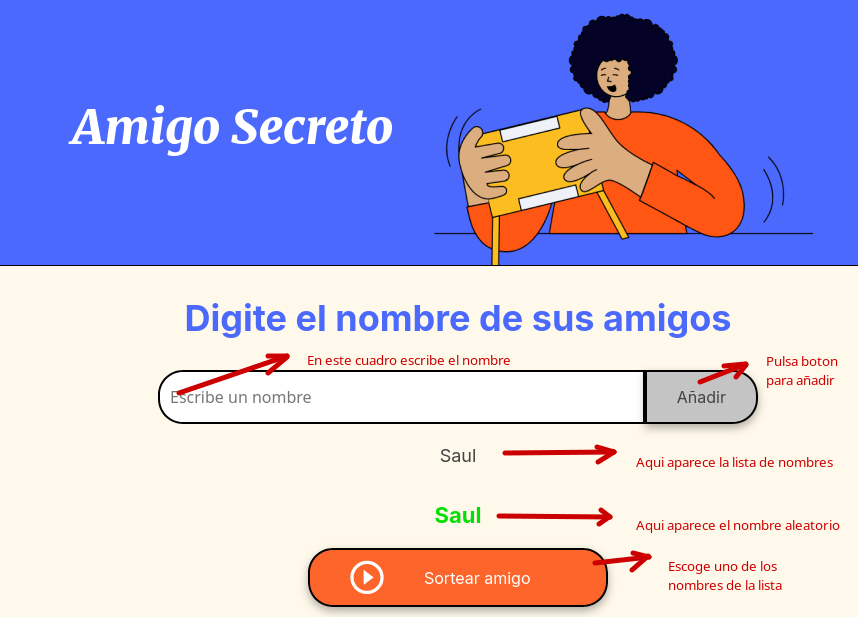 Amigo Secreto
Digite el nombre de sus amigos
En este cuadro escribe el nombre
Pulsa boton
para añadir
Escribe un nombre
Añadir
Saul
Aqui aparece la lista de nombres
Saul
Aqui aparece el nombre aleatorio
Escoge uno de los
nombres de la lista
Sortear amigo